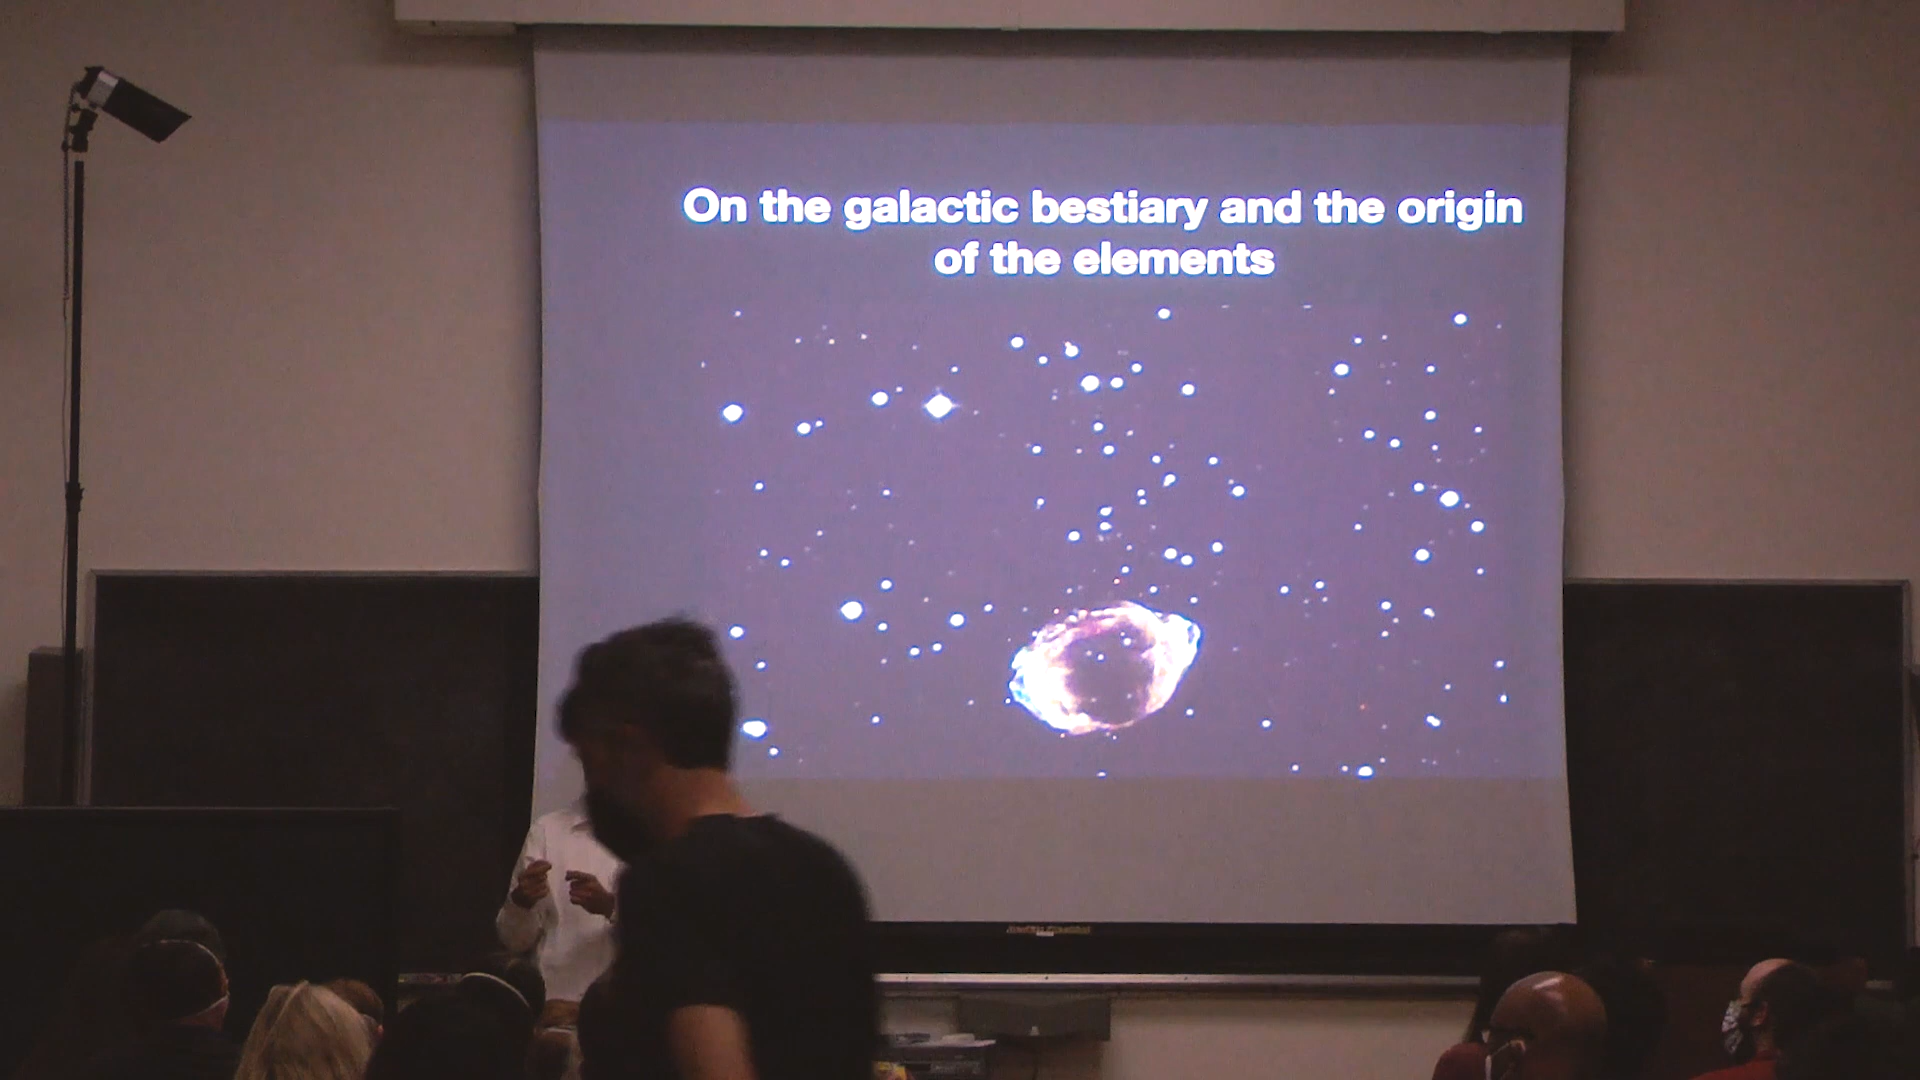 On the galactic bestiary and the origin
of the elements